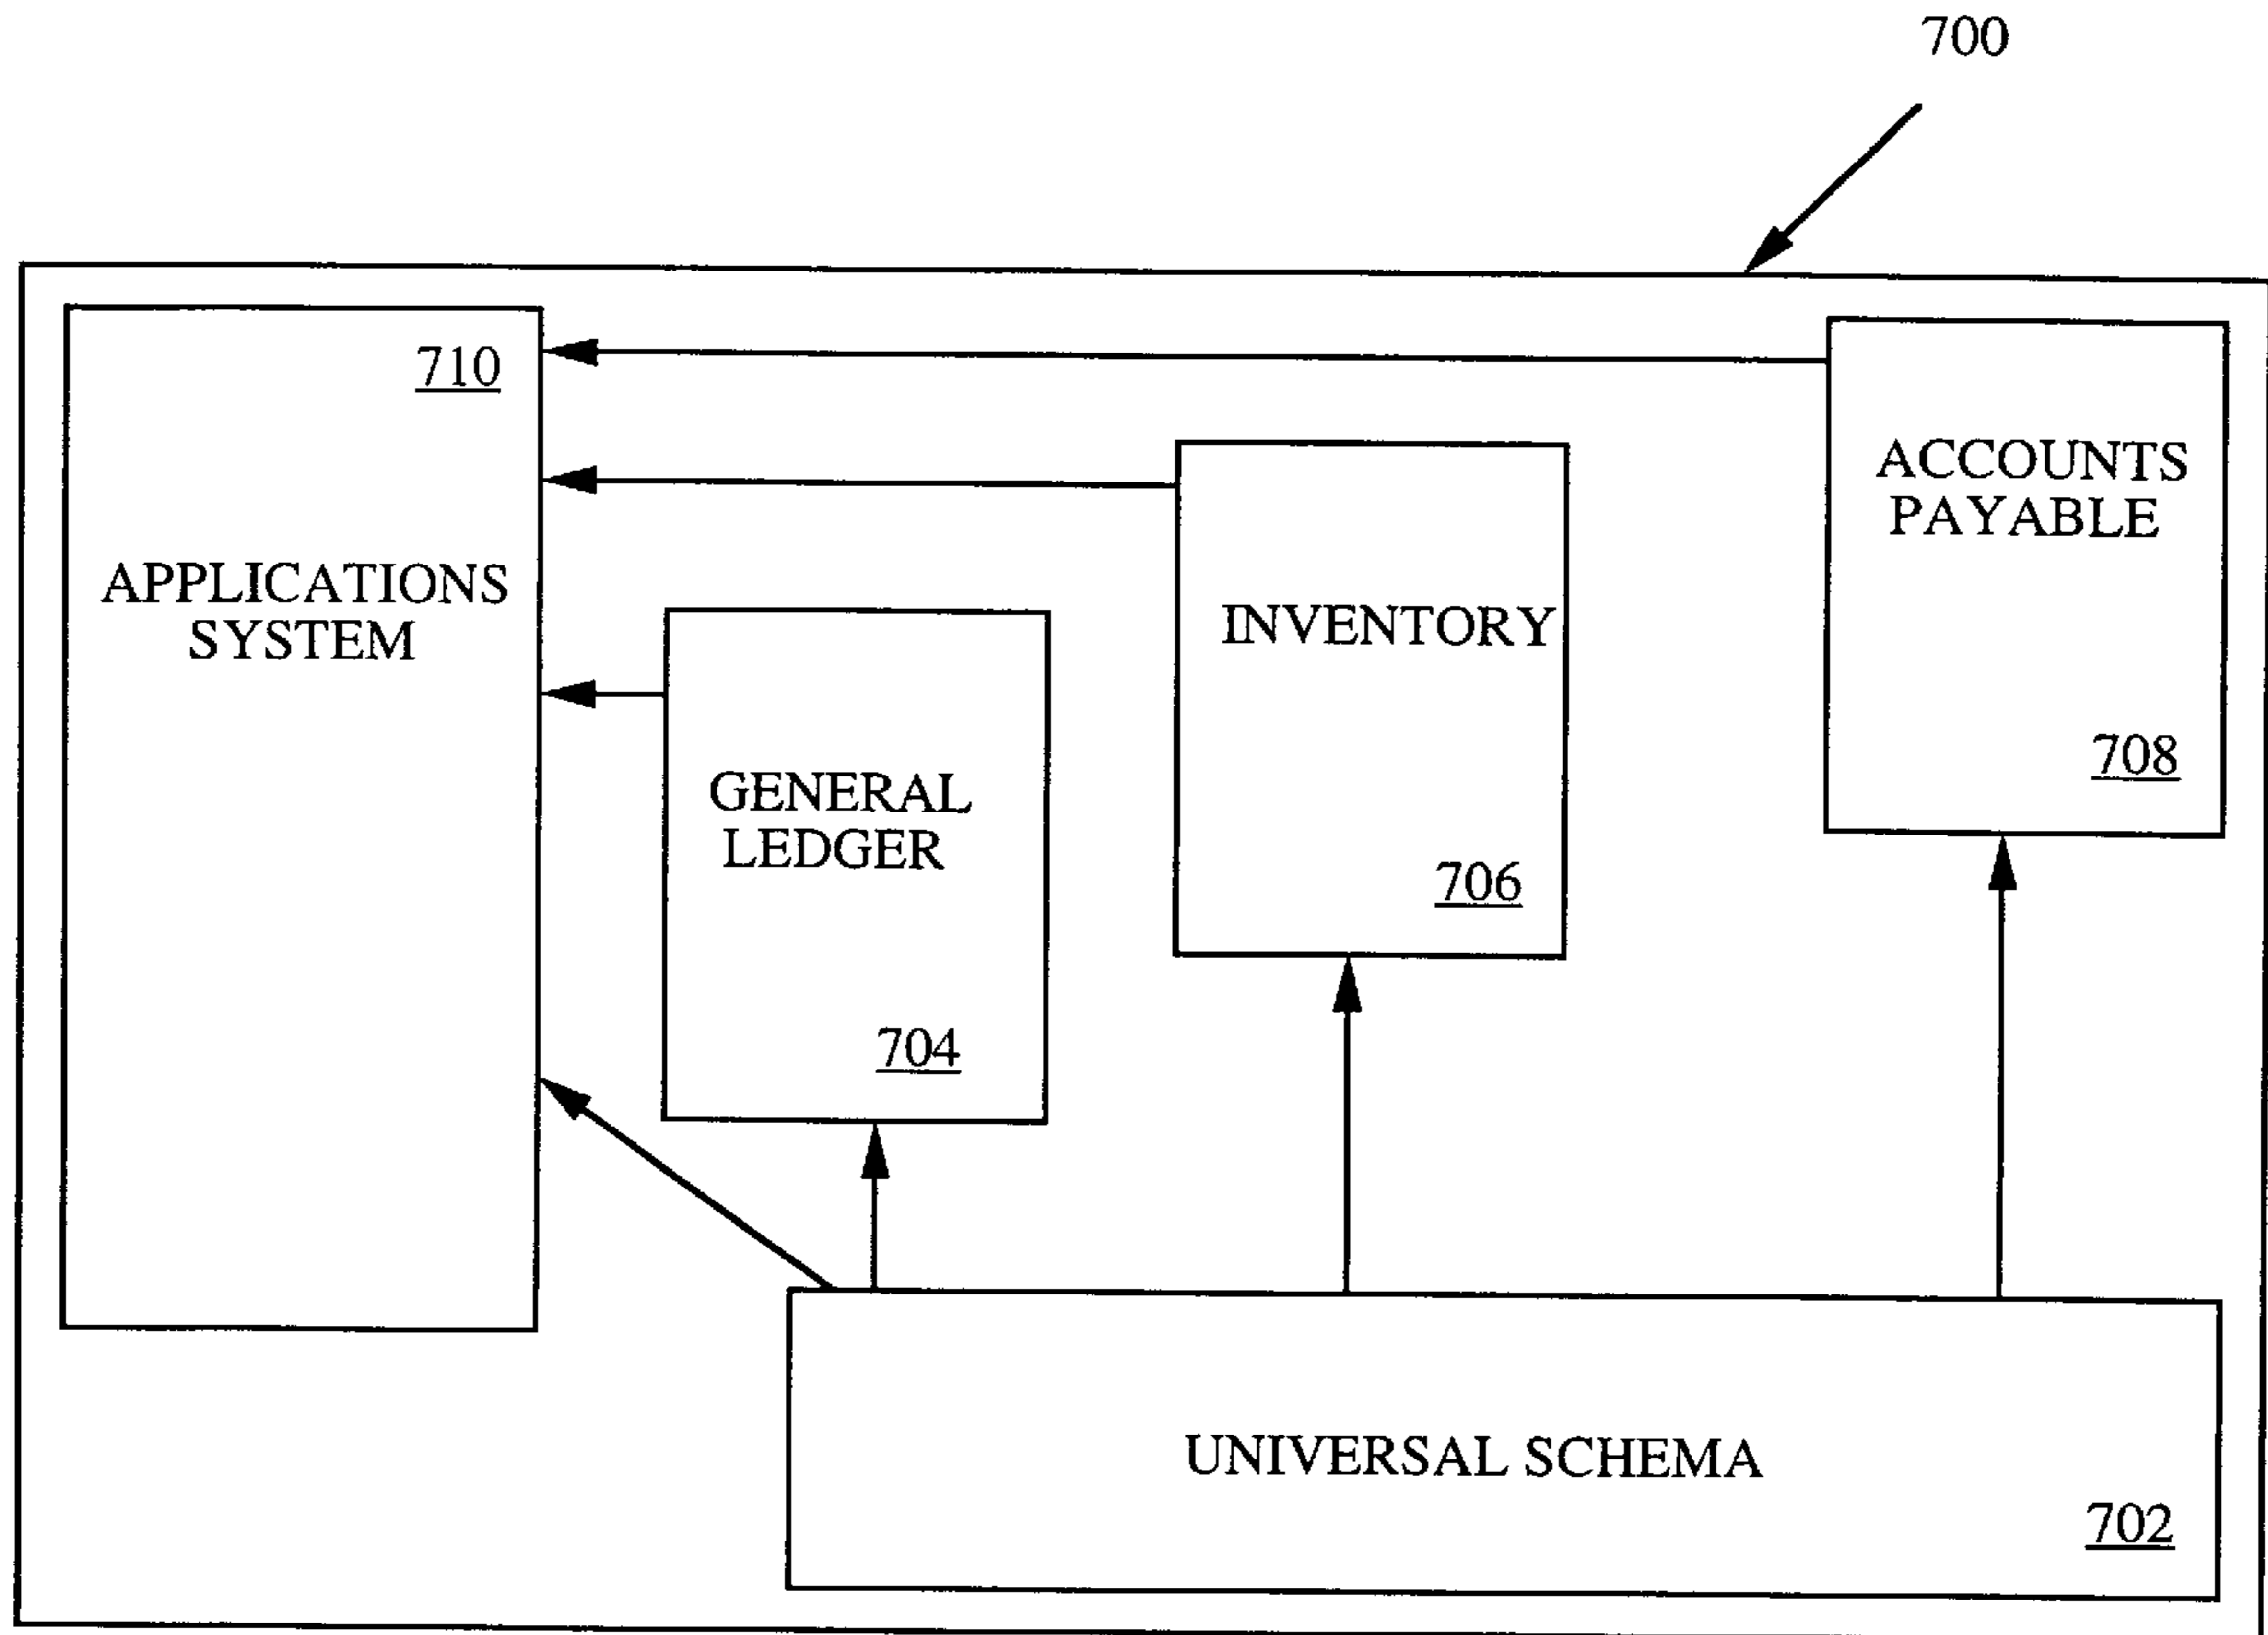 700
710
APPLICATIONS
SYSTEM
ACCOUNTS
PAYABLE
708
INVENTORY
706
GENERAL
LEDGER
704
UNIVERSAL SCHEMA
702